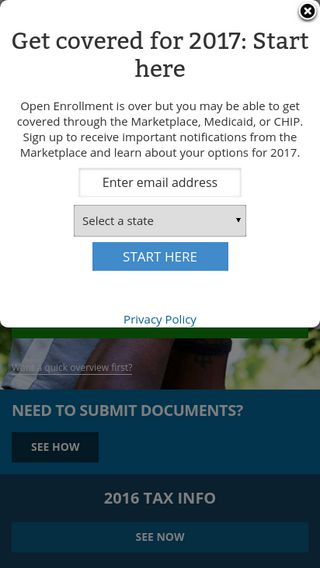 Get covered for 2017: Start
here
Open Enrollment is over but you may be able to get
covered through the Marketplace, Medicaid, or CHIP.
Sign up to receive important notifications from the
Marketplace and learn about your options for 2017.
Enter email address
Select a state
START HERE
Privacy Policy
Want a quick overview first?
NEED TO SUBMIT DOCUMENTS?
SEE HOW
2016 TAX INFO
SEE NOW